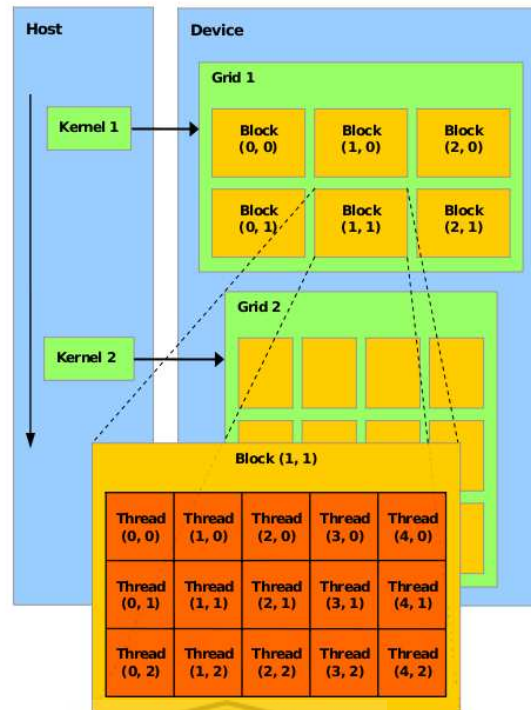 Host
Device
Grid 1
Kernel 1
Block Block Block
(0, 0) (1, 0) (2, 0)
Block Block Block
(0, 1) (1, 1) (2, 1)
Grid 2
Kernel 2
Block (1, 1)
Thread Thread Thread Thread Thread
(0, 0) (1, 0) (2, 0) (3, 0) (4, 0)
Thread Thread Thread Thread Thread
(0, 1) (1, 1) (2, 1) (3, 1) (4, 1)
Thread Thread Thread Thread Thread
(0, 2) (1, 2) (2, 2) (3, 2) (4, 2)